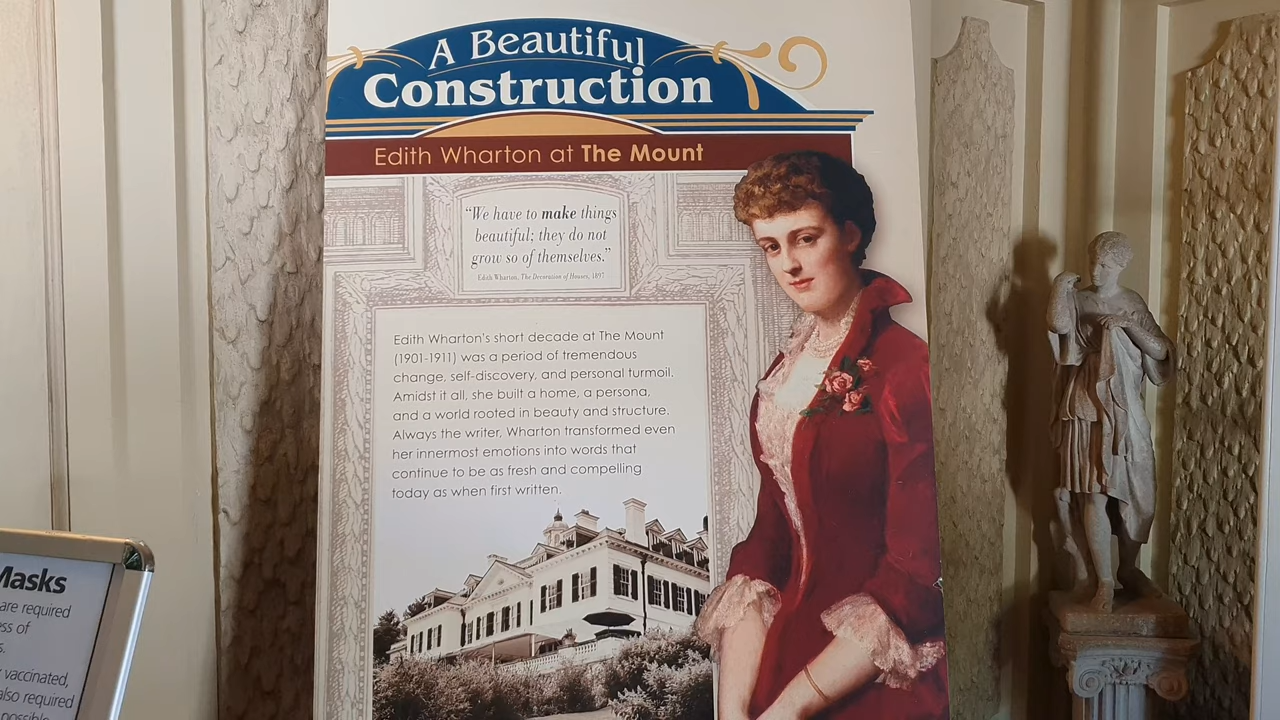 A Beautiful
Construction
Edith Wharton at The Mount
“We have to make things
beautiful; they do not
grow so of themselves.”
Edith Wharton, The Decoration of Houses, 1897
Edith Wharton's short decade at The Mount
(1901-1911) was a period of tremendous
change, self-discovery, and personal turmoil.
Amidst it all, she built a home, a persona,
and a world rooted in beauty and structure.
Always the writer, Wharton transformed even
her innermost emotions into words that
continue to be as fresh and compelling
today as when first written.
Masks
are required
of
vaccinated,
also required
possible